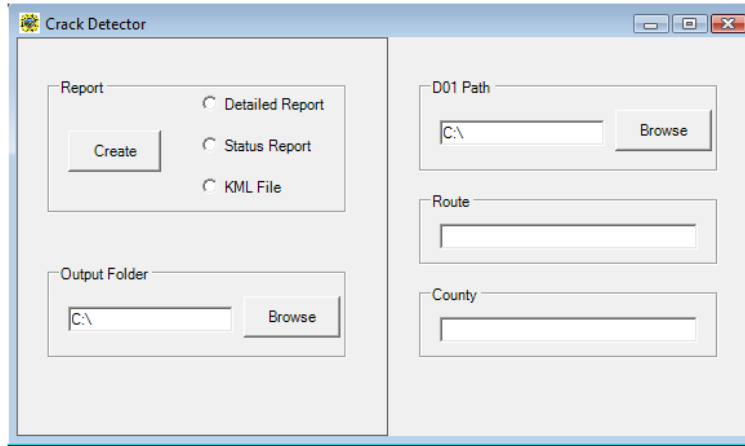 Crack Detector
Report
Detailed Report
Create
Status Report
KML File
Output Folder
C:\
Browse
D01 Path
C:\
Browse
Route
County